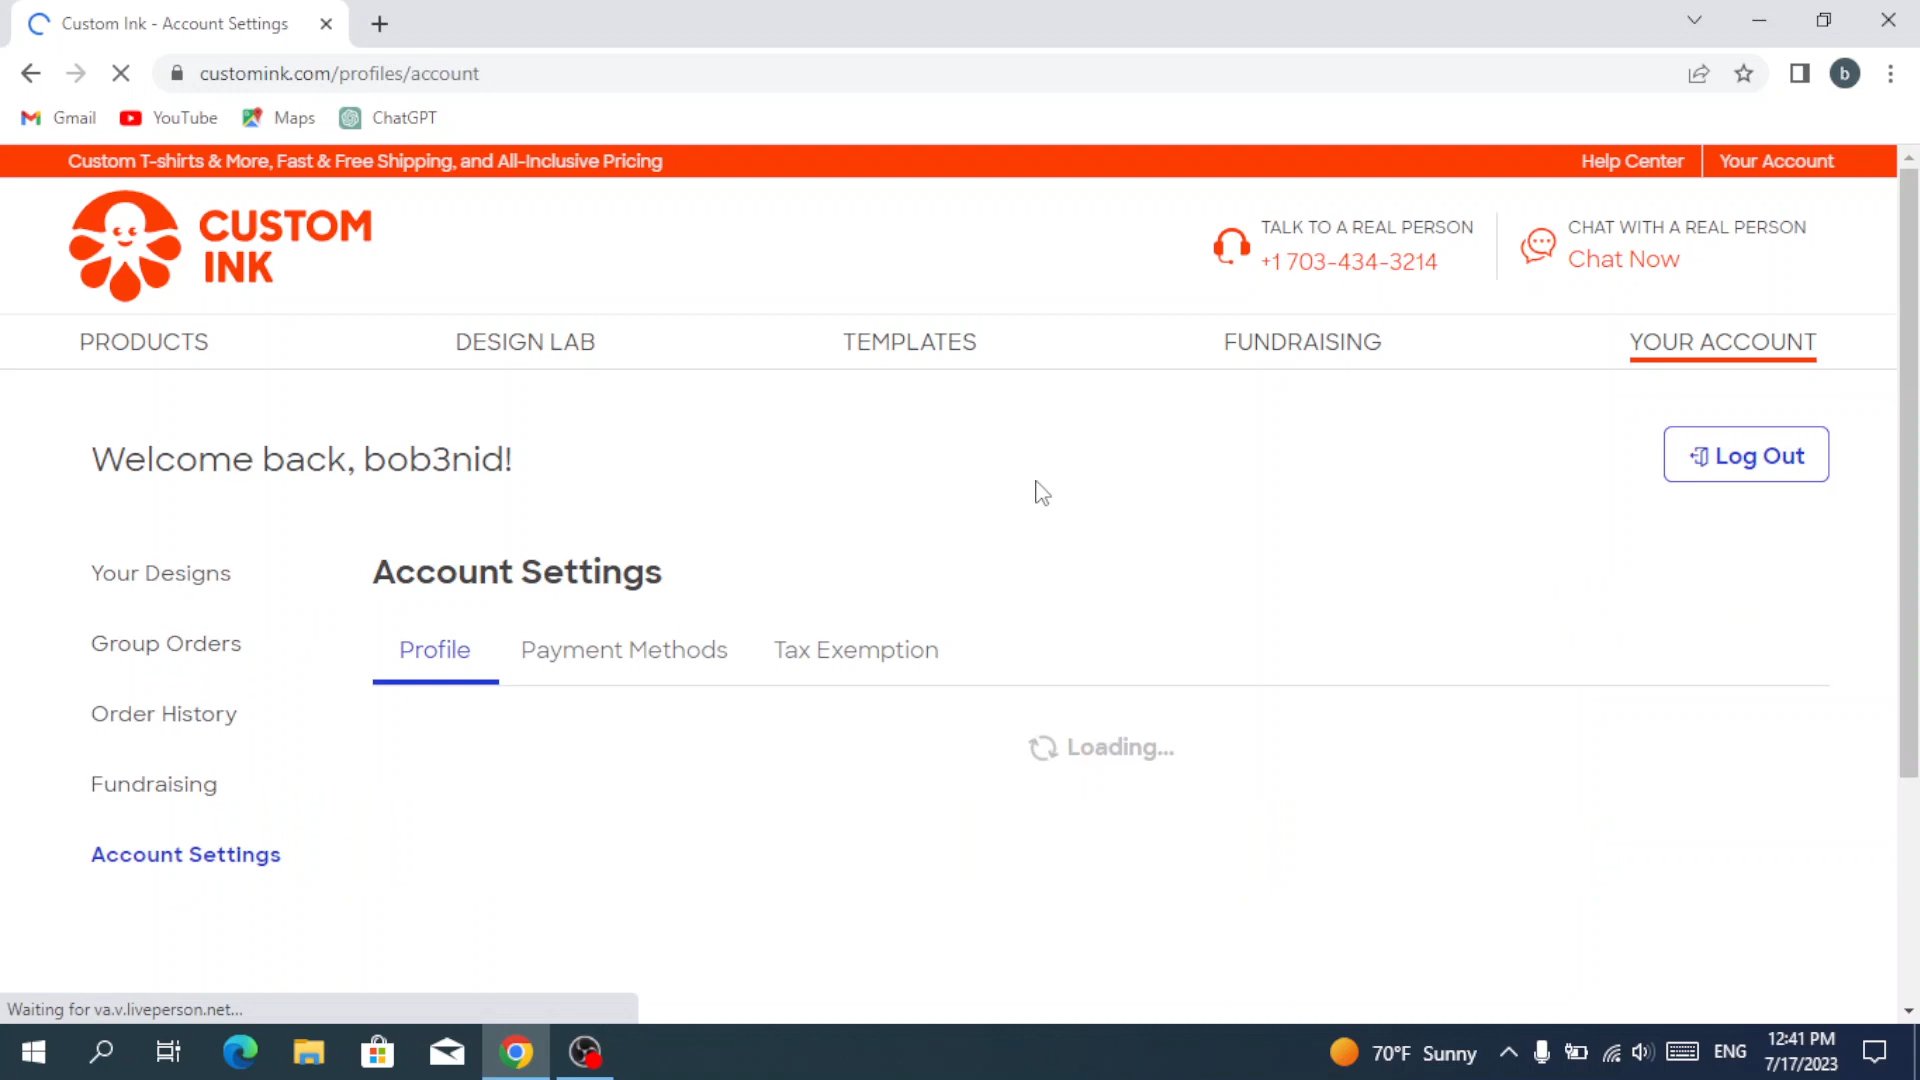 Custom Ink - Account Settings
customink.com/profiles/account
b
Gmail YouTube Maps ChatGPT
Custom T-shirts & More, Fast & Free Shipping, and All-Inclusive Pricing
Help Center Your Account
CUSTOM
INK
TALK TO A REAL PERSON
+1 703-434-3214
CHAT WITH A REAL PERSON
Chat Now
PRODUCTS DESIGN LAB TEMPLATES FUNDRAISING YOUR ACCOUNT
Welcome back, bob3nid!
Log Out
Your Designs
Group Orders
Order History
Fundraising
Account Settings
Account Settings
Profile Payment Methods Tax Exemption
Loading...
Waiting for va.v.liveperson.net...
70°F Sunny
ENG
12:41 PM
7/17/2023